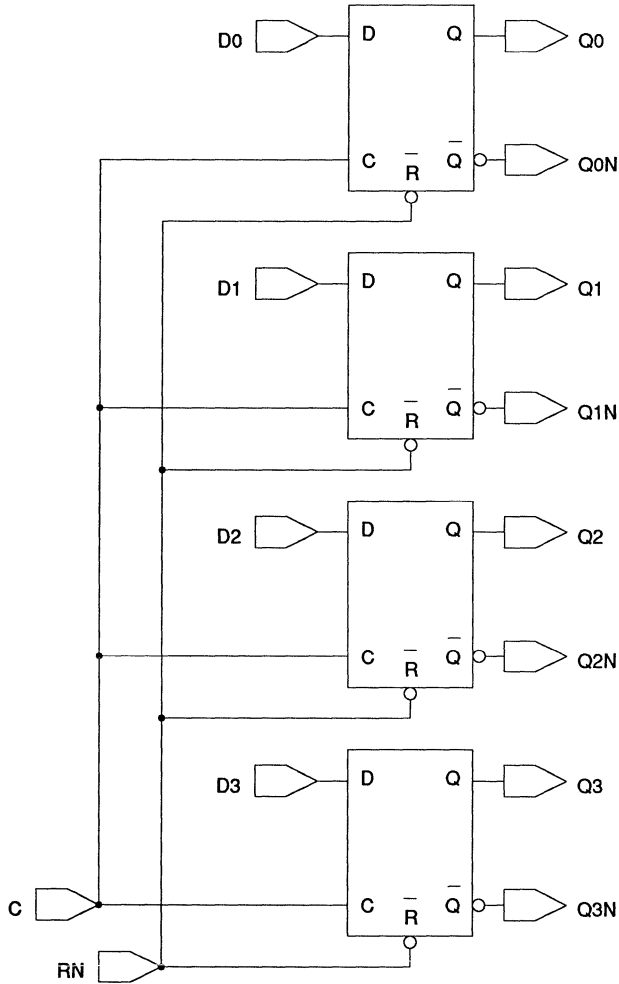 D0 D Q Q0
C R̅ Q̅ Q0N
D1 D Q Q1
C R̅ Q̅ Q1N
D2 D Q Q2
C R̅ Q̅ Q2N
D3 D Q Q3
C C R̅ Q̅ Q3N
RN